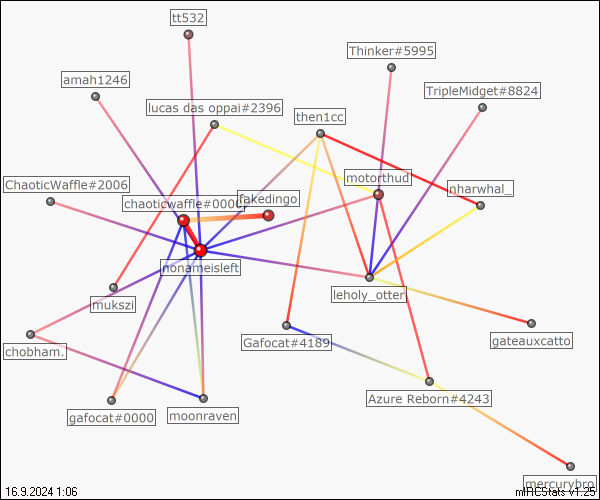 tt532
Thinker#5995
amah1246
TripleMidget#8824
lucas das oppai#2396
then1cc
motorthud
ChaoticWaffle#2006
nharwhal_
fakedingo
chaoticwaffle#0000
nonameisleft
leholy_otter
mukszi
Gafocat#4189
gateauxcatto
chobham.
Azure Reborn#4243
gafocat#0000
moonraven
mercurybro
16.9.2024 1:06
mIRCStats v1.25